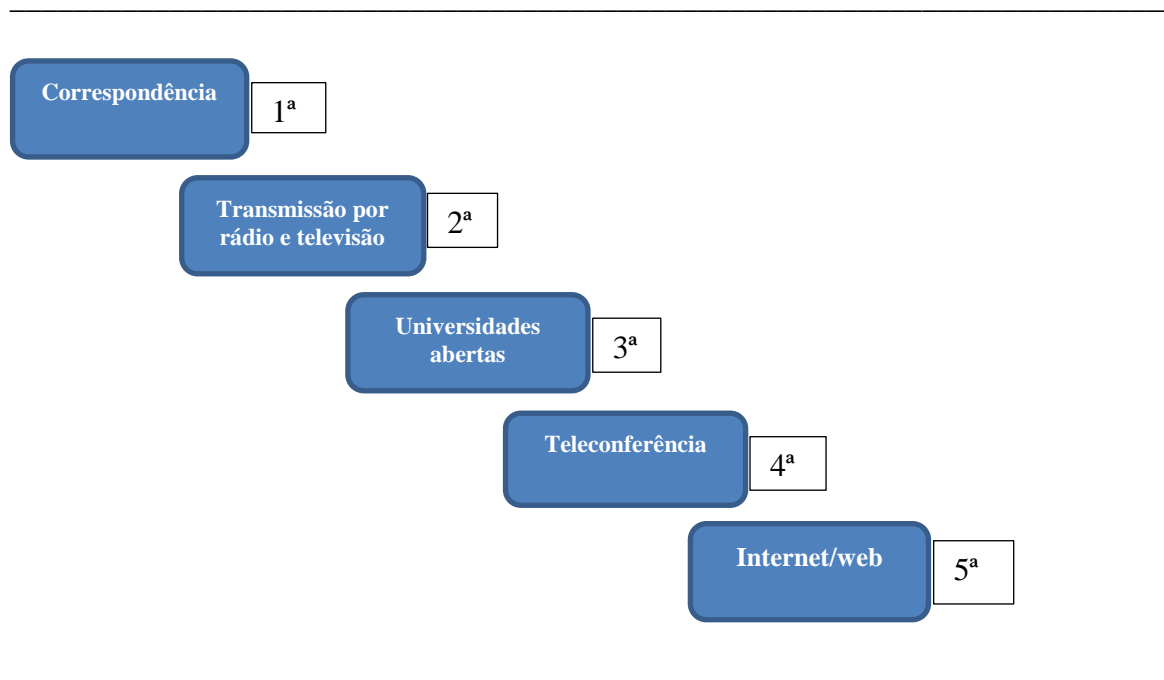 Correspondência
1ª
Transmissão por
rádio e televisão
2ª
Universidades
abertas
3ª
Teleconferência
4ª
Internet/web
5ª